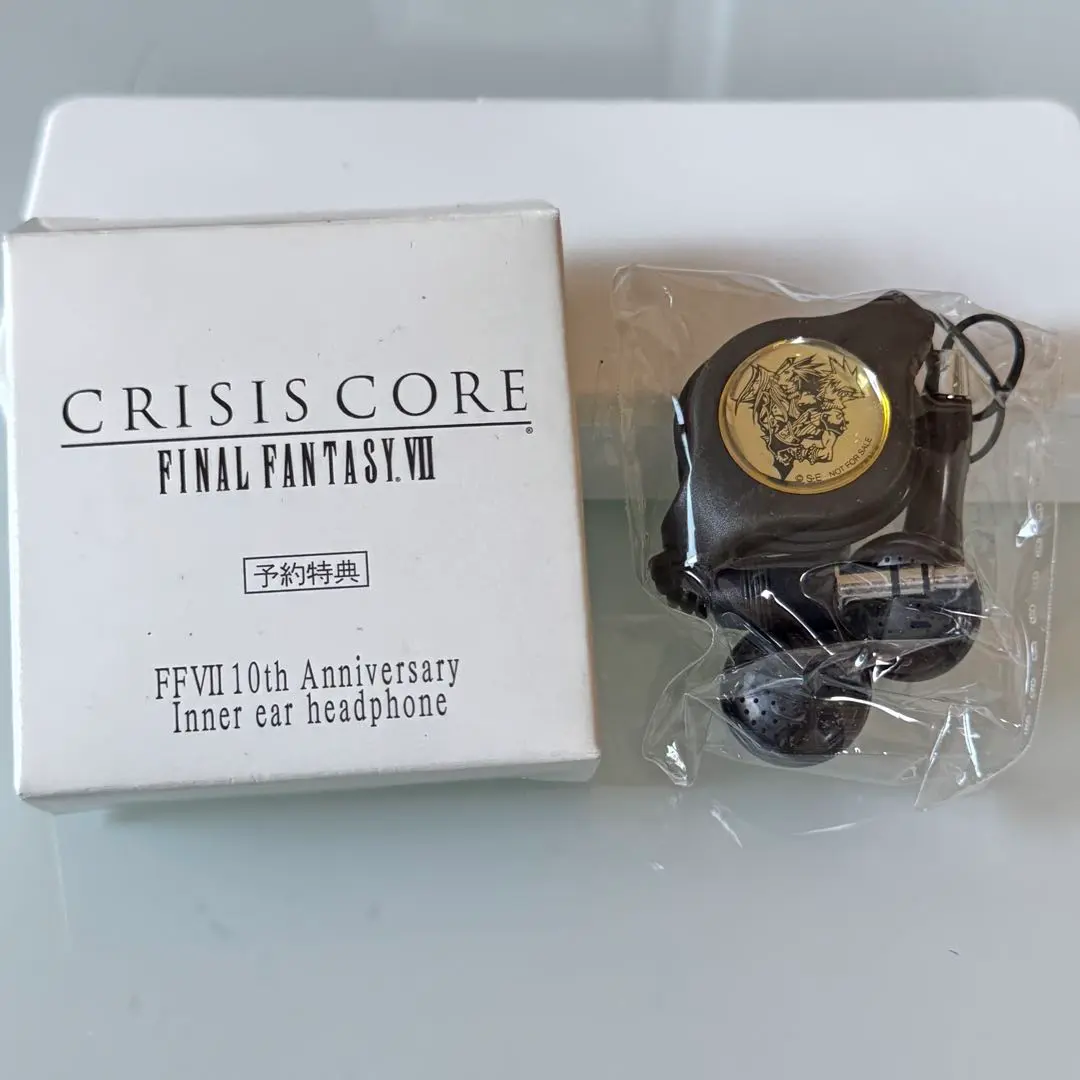 CRISIS CORE
®
FINAL FANTASY® VII
予約特典
FFVII 10th Anniversary
Inner ear headphone
© S-E NOT FOR SALE